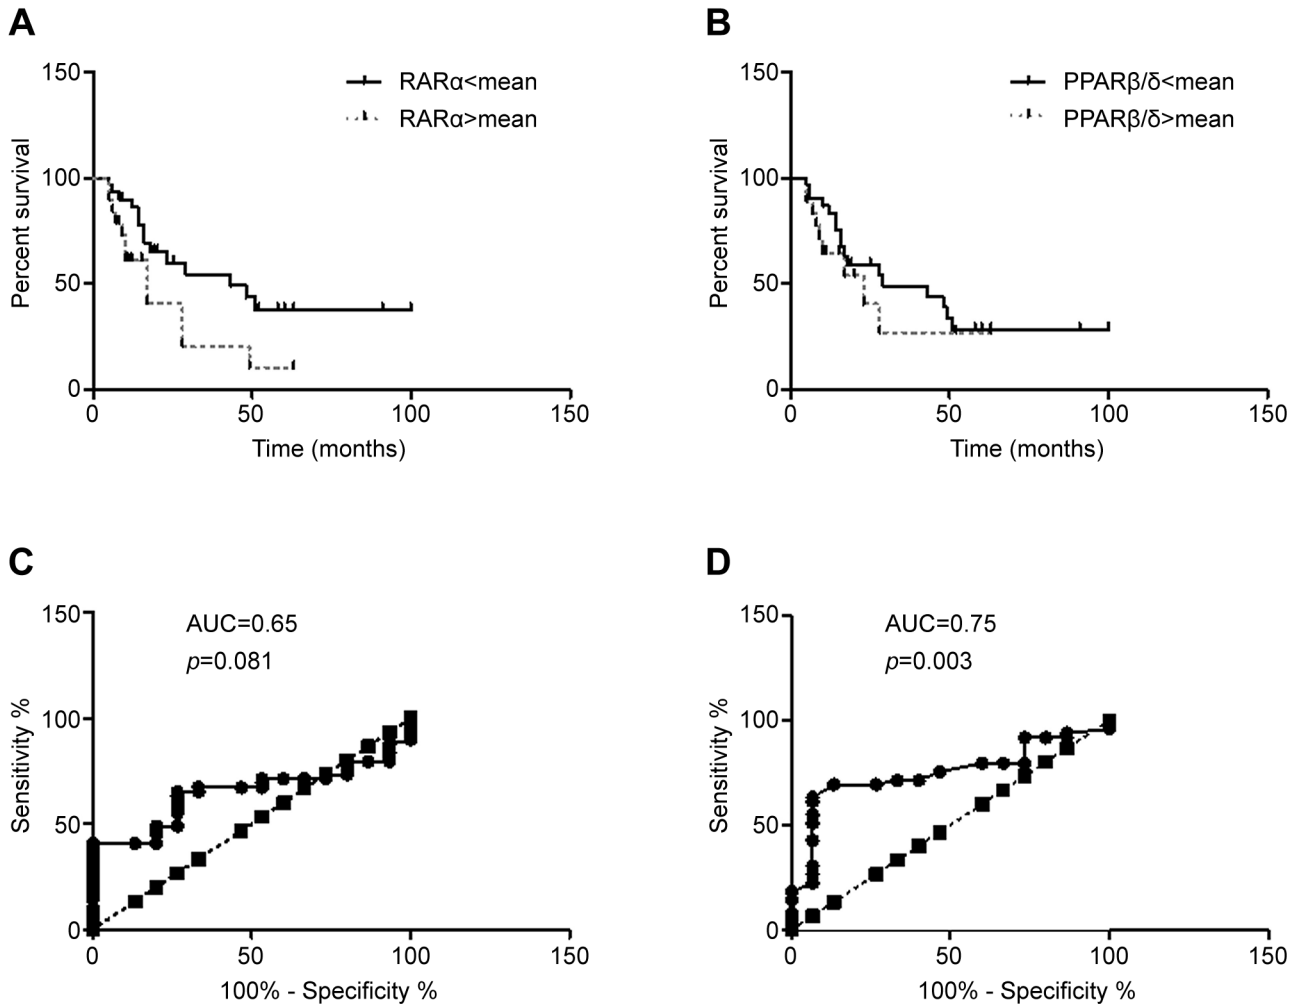 A
150
100
50
0
Percent survival
RARα<mean
RARα>mean
0
50
100
150
Time (months)
B
150
100
50
0
Percent survival
PPARβ/δ<mean
PPARβ/δ>mean
0
50
100
150
Time (months)
C
150
100
50
0
Sensitivity %
AUC=0.65
p=0.081
0
50
100
150
100% - Specificity %
D
150
100
50
0
Sensitivity %
AUC=0.75
p=0.003
0
50
100
150
100% - Specificity %